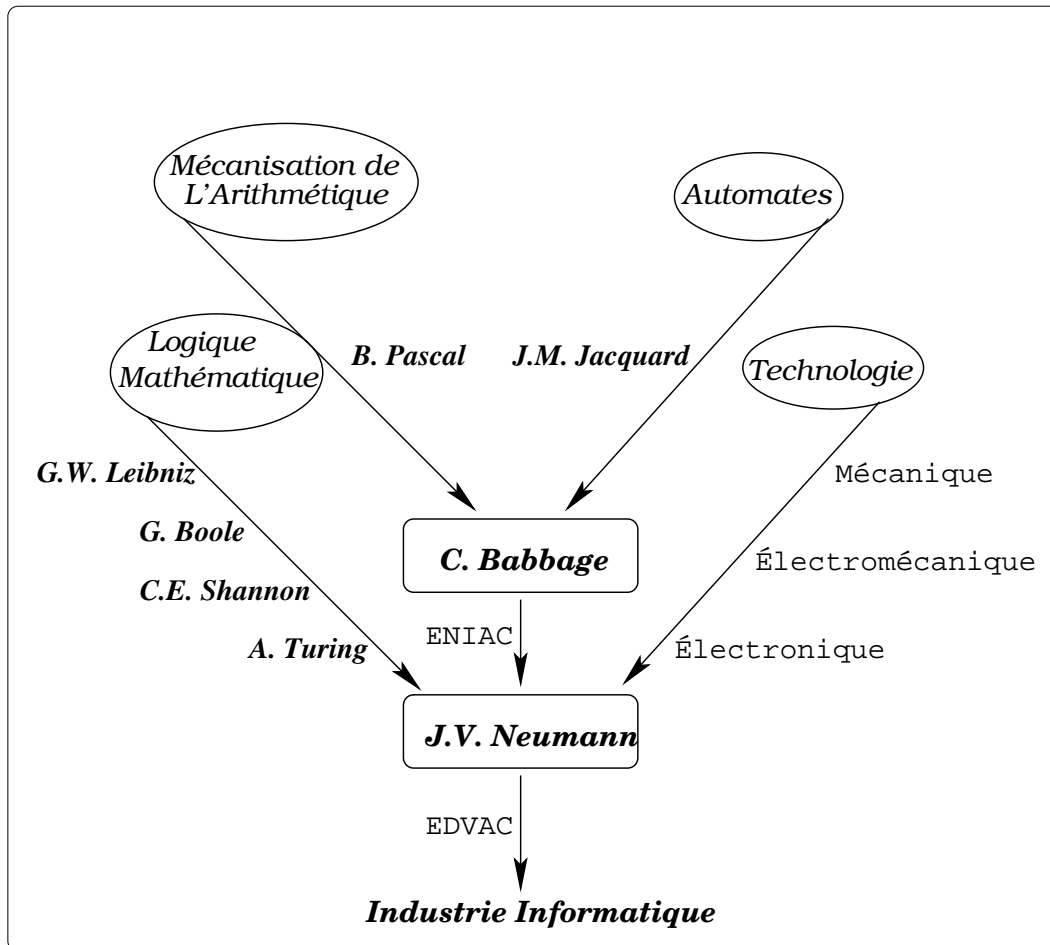 Mécanisation de
L'Arithmétique
Automates
Logique
Mathématique
B. Pascal
J.M. Jacquard
Technologie
G.W. Leibniz
Mécanique
G. Boole
C. Babbage
Électromécanique
C.E. Shannon
ENIAC
A. Turing
Électronique
J.V. Neumann
EDVAC
Industrie Informatique